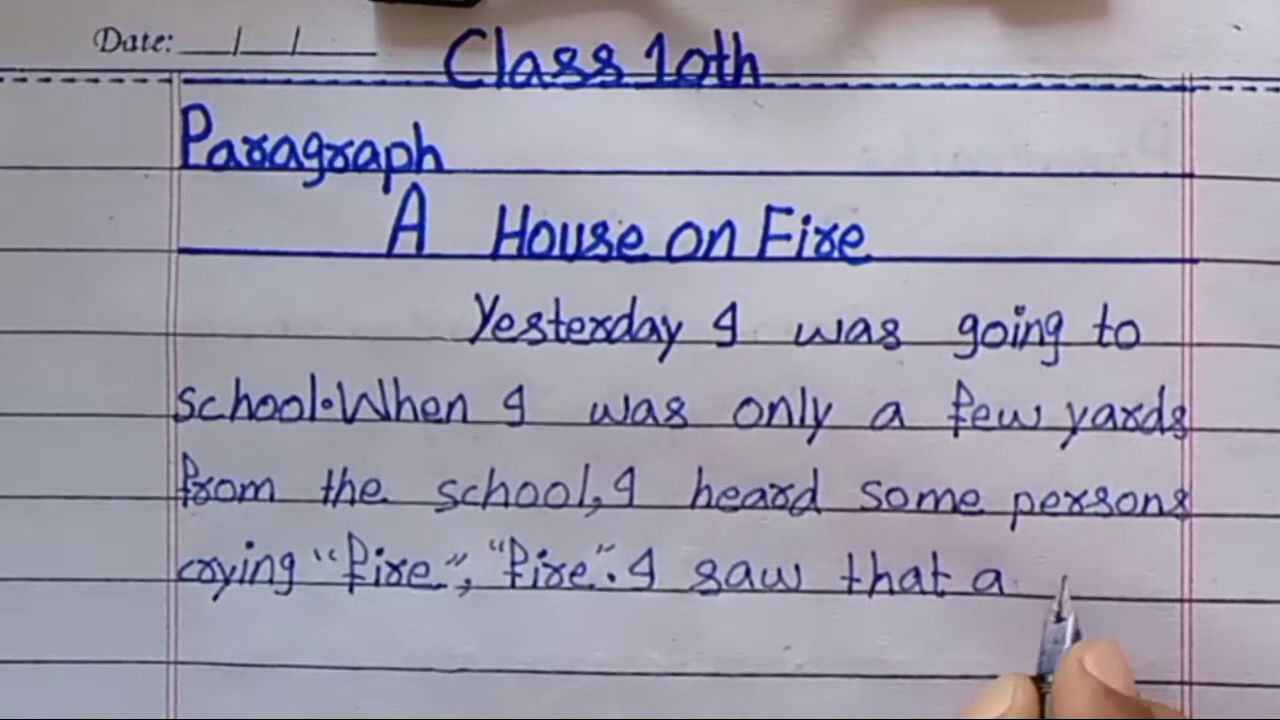 Date: __/__/____
Class 10th
Paragraph
A House on Fire
Yesterday I was going to
school.When I was only a few yards
from the school,I heard some persons
crying "fire", "fire". I saw that a